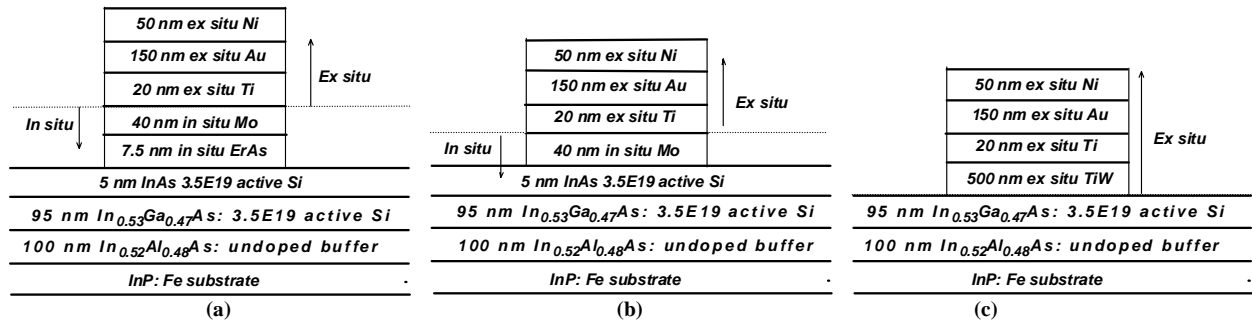 50 nm ex situ Ni
150 nm ex situ Au
20 nm ex situ Ti
Ex situ
In situ
40 nm in situ Mo
7.5 nm in situ ErAs
5 nm InAs 3.5E19 active Si
95 nm In0.53Ga0.47As: 3.5E19 active Si
100 nm In0.52Al0.48As: undoped buffer
InP: Fe substrate
(a)
50 nm ex situ Ni
150 nm ex situ Au
20 nm ex situ Ti
Ex situ
In situ
40 nm in situ Mo
5 nm InAs 3.5E19 active Si
95 nm In0.53Ga0.47As: 3.5E19 active Si
100 nm In0.52Al0.48As: undoped buffer
InP: Fe substrate
(b)
50 nm ex situ Ni
150 nm ex situ Au
20 nm ex situ Ti
500 nm ex situ TiW
Ex situ
95 nm In0.53Ga0.47As: 3.5E19 active Si
100 nm In0.52Al0.48As: undoped buffer
InP: Fe substrate
(c)